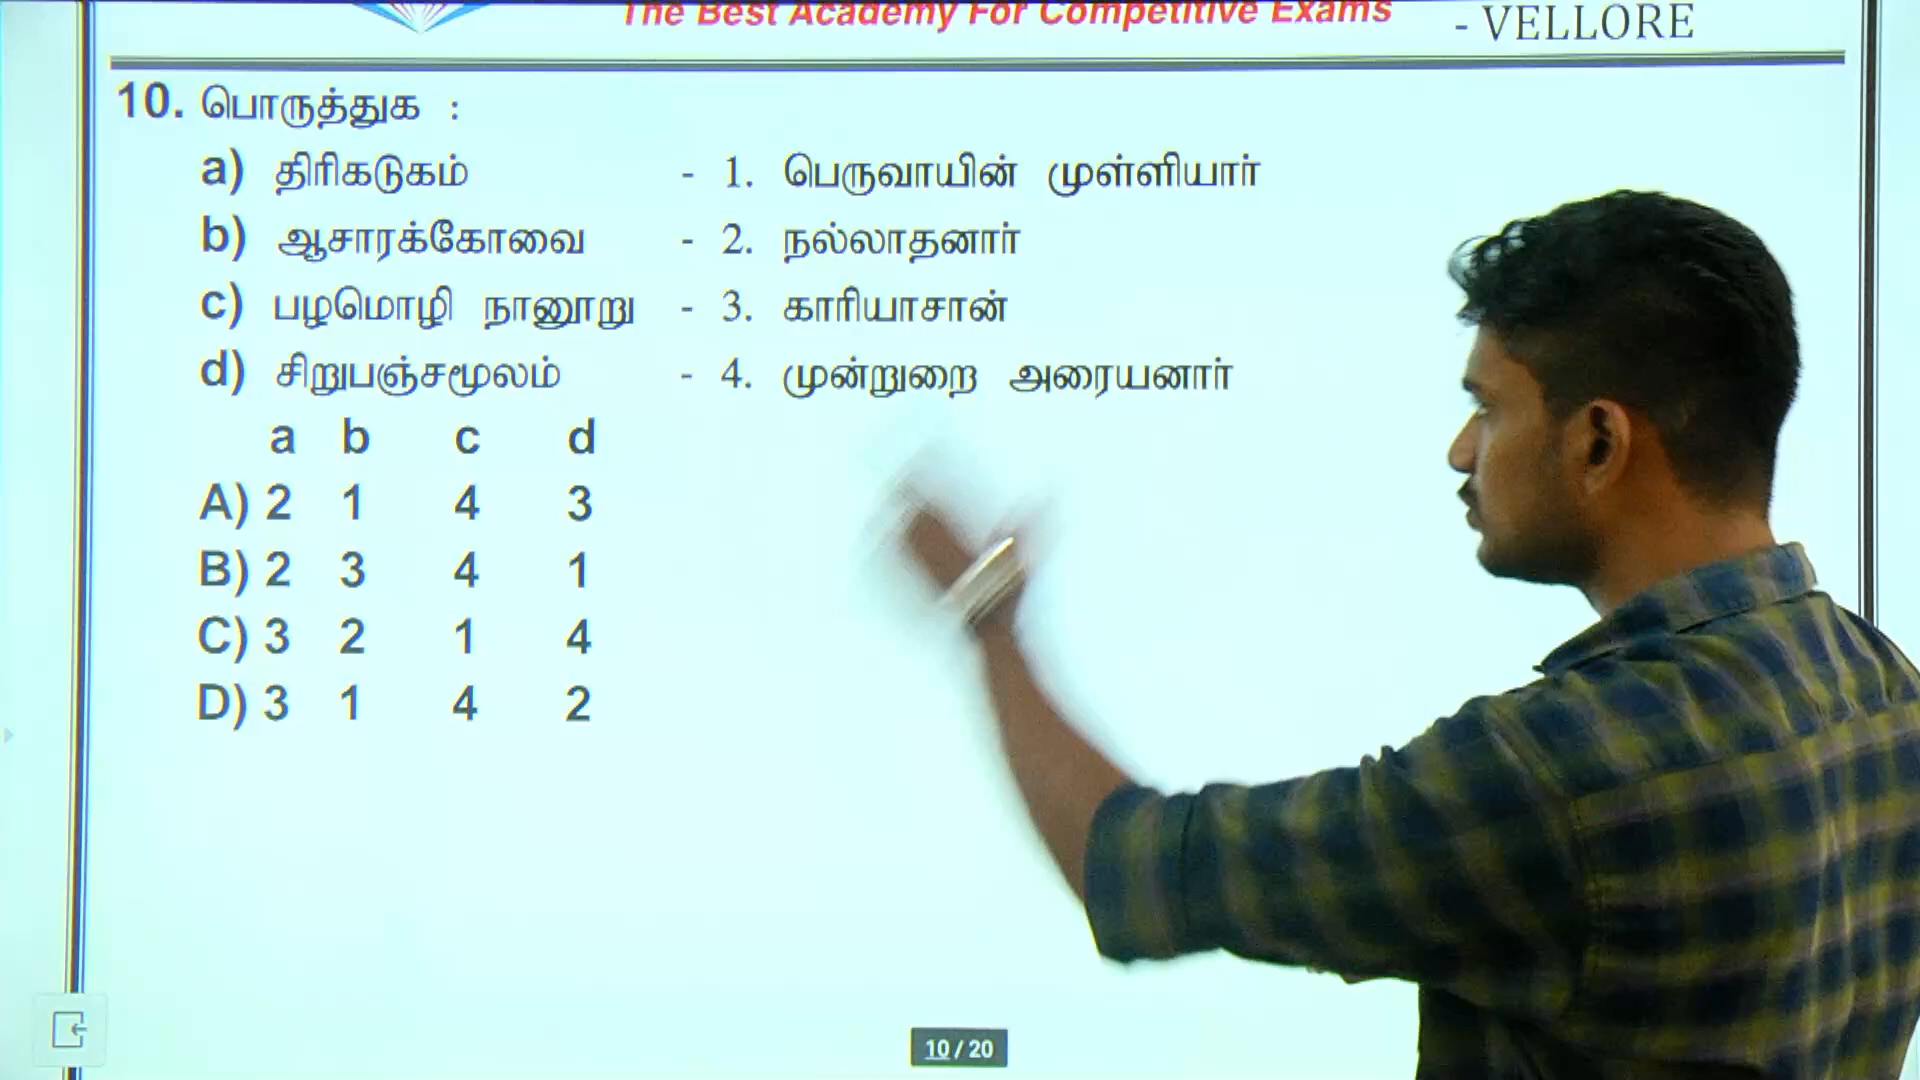 The Best Academy For Competitive Exams
- VELLORE
10. பொருத்துக :
a) திரிகடுகம் - 1. பெருவாயின் முள்ளியார்
b) ஆசாரக்கோவை - 2. நல்லாதனார்
c) பழமொழி நானூறு - 3. காரியாசான்
d) சிறுபஞ்சமூலம் - 4. முன்றுறை அரையனார்
a b c d
A) 2 1 4 3
B) 2 3 4 1
C) 3 2 1 4
D) 3 1 4 2
10 / 20